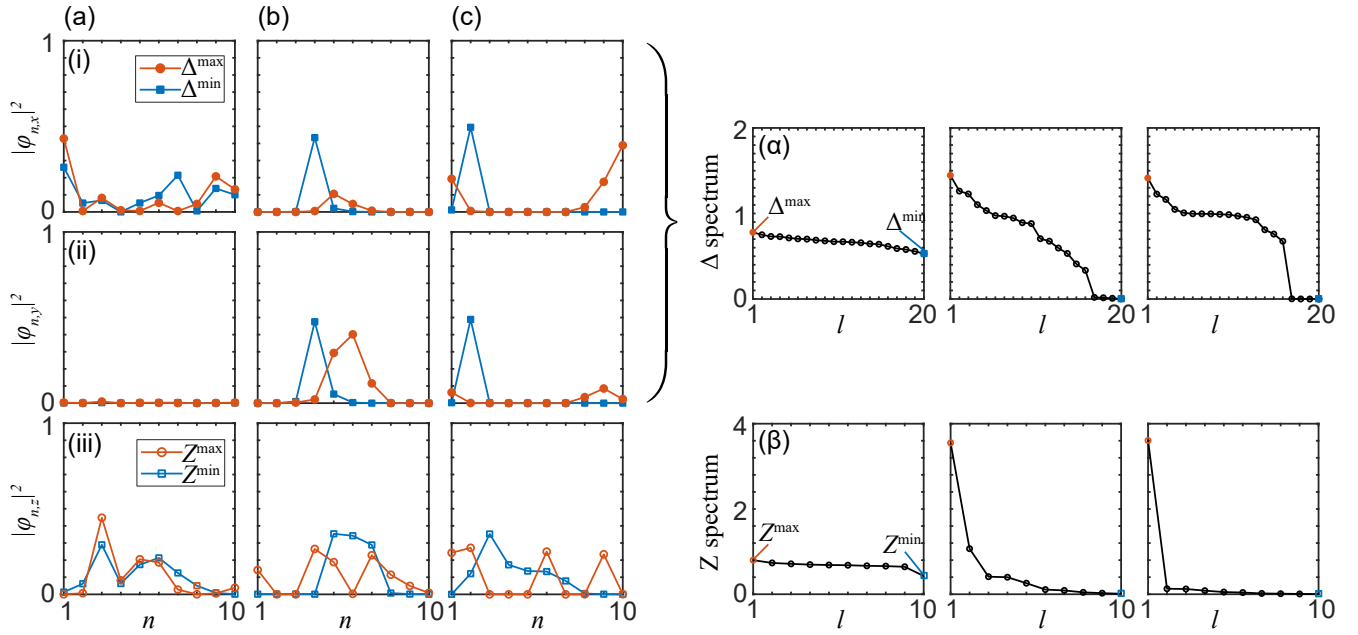 (a) (b) (c)
1
(i)
Δmax
Δmin
|φn,x|2
0
1
(ii)
|φn,y|2
0
1
(iii)
Zmax
Zmin
|φn,z|2
0
1 10 1 10 1 10
n n n
2
(α)
Δmax
Δmin
1
Δ spectrum
0
1 20 1 20 1 20
l l l
4
(β)
Zmax
Zmin
2
Z spectrum
0
1 10 1 10 1 10
l l l